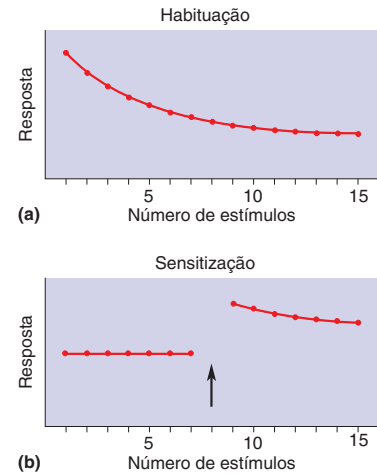 Habituação
Resposta
5 10 15
(a)
Número de estímulos
Sensitização
Resposta
5 10 15
(b)
Número de estímulos